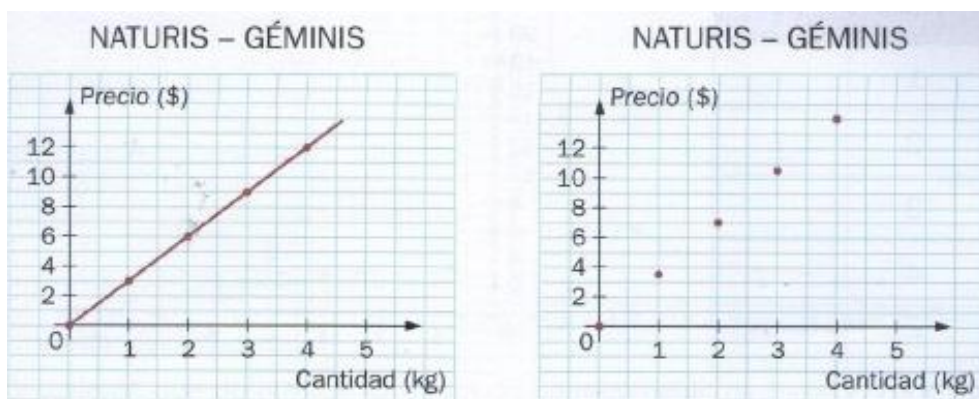 NATURIS – GÉMINIS
Precio ($)
12
10
8
6
4
2
0
1 2 3 4 5
Cantidad (kg)
NATURIS – GÉMINIS
Precio ($)
12
10
8
6
4
2
0
1 2 3 4 5
Cantidad (kg)